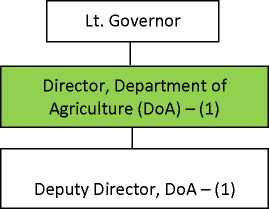 Lt. Governor
Director, Department of
Agriculture (DoA) – (1)
Deputy Director, DoA – (1)